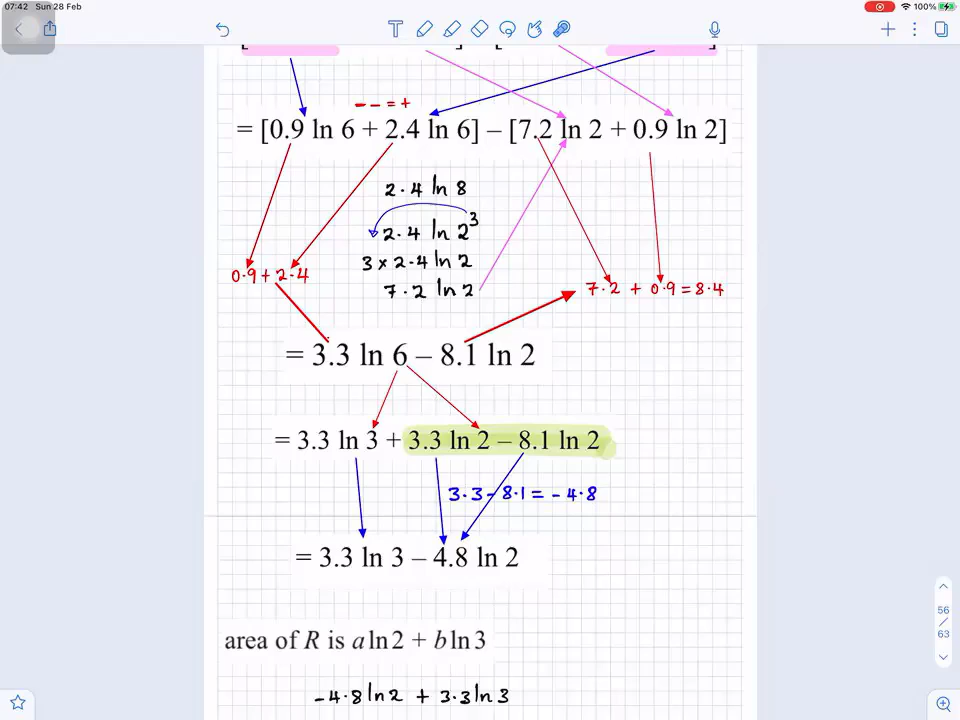 07:42 Sun 28 Feb
100%
– – = +
= [0.9 ln 6 + 2.4 ln 6] – [7.2 ln 2 + 0.9 ln 2]
2.4 ln 8
2.4 ln 2³
3 × 2.4 ln 2
7.2 ln 2
0.9 + 2.4
7.2 + 0.9 = 8.4
= 3.3 ln 6 – 8.1 ln 2
= 3.3 ln 3 + 3.3 ln 2 – 8.1 ln 2
3.3 – 8.1 = – 4.8
= 3.3 ln 3 – 4.8 ln 2
56
/
63
area of R is a ln 2 + b ln 3
–4.8 ln 2 + 3.3 ln 3